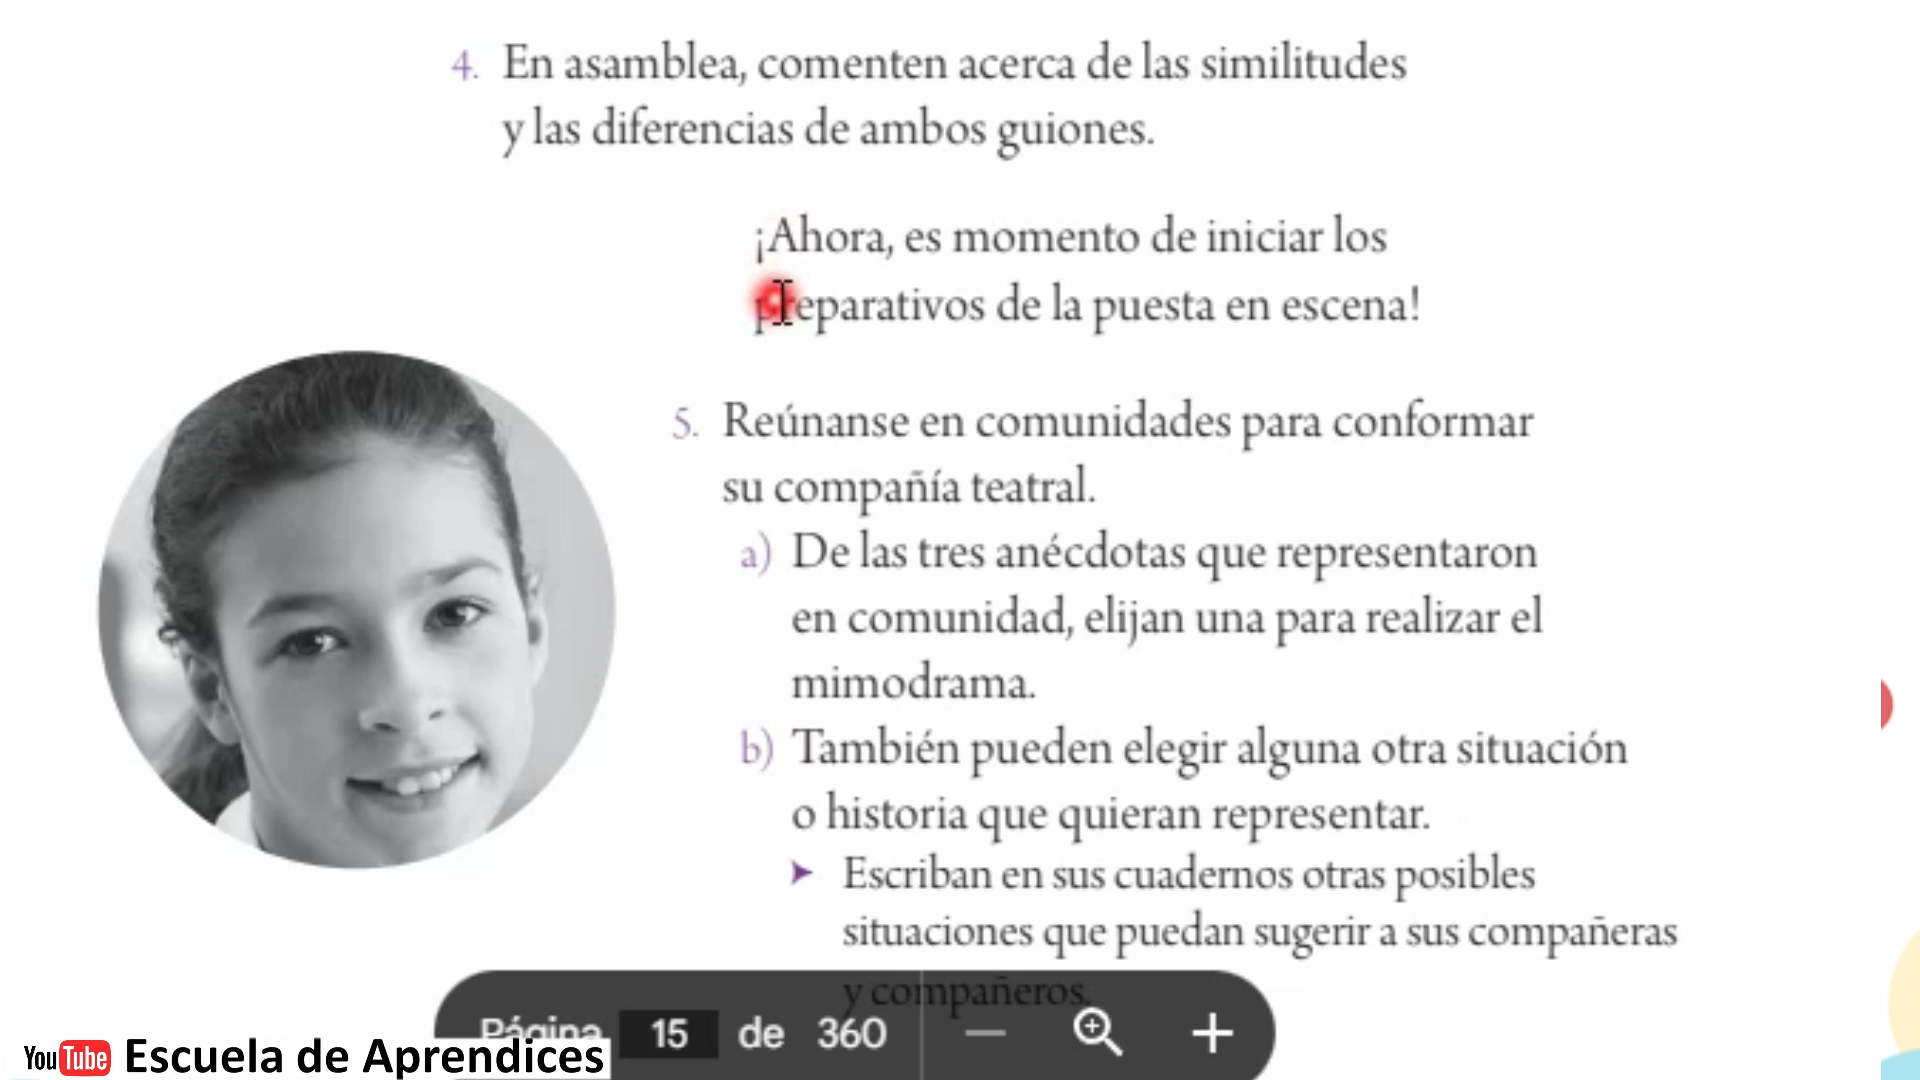 4. En asamblea, comenten acerca de las similitudes
y las diferencias de ambos guiones.
¡Ahora, es momento de iniciar los
preparativos de la puesta en escena!
5. Reúnanse en comunidades para conformar
su compañía teatral.
a) De las tres anécdotas que representaron
en comunidad, elijan una para realizar el
mimodrama.
b) También pueden elegir alguna otra situación
o historia que quieran representar.
➤ Escriban en sus cuadernos otras posibles
situaciones que puedan sugerir a sus compañeras
y compañeros.
Página 15 de 360
YouTube Escuela de Aprendices